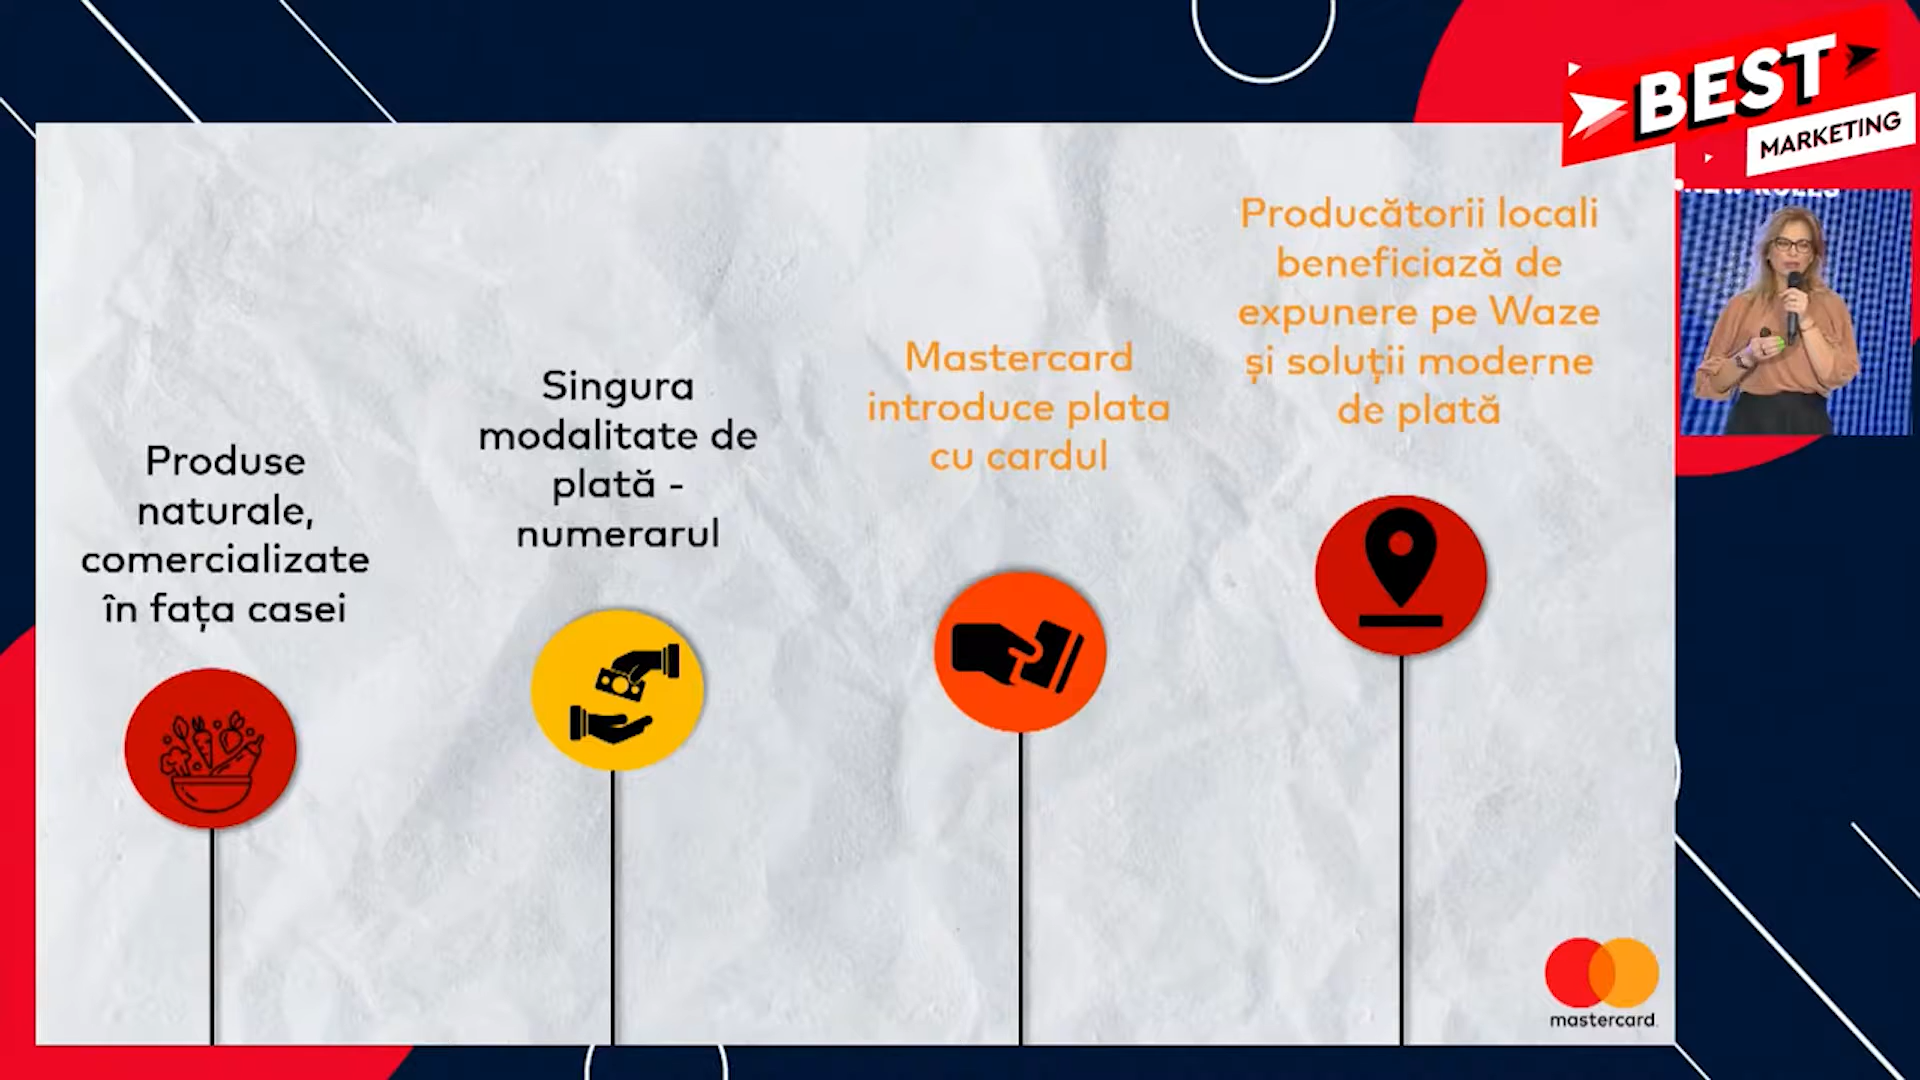 BEST
MARKETING
Produse
naturale,
comercializate
în fața casei
Singura
modalitate de
plată -
numerarul
Mastercard
introduce plata
cu cardul
Producătorii locali
beneficiază de
expunere pe Waze
și soluții moderne
de plată
mastercard.